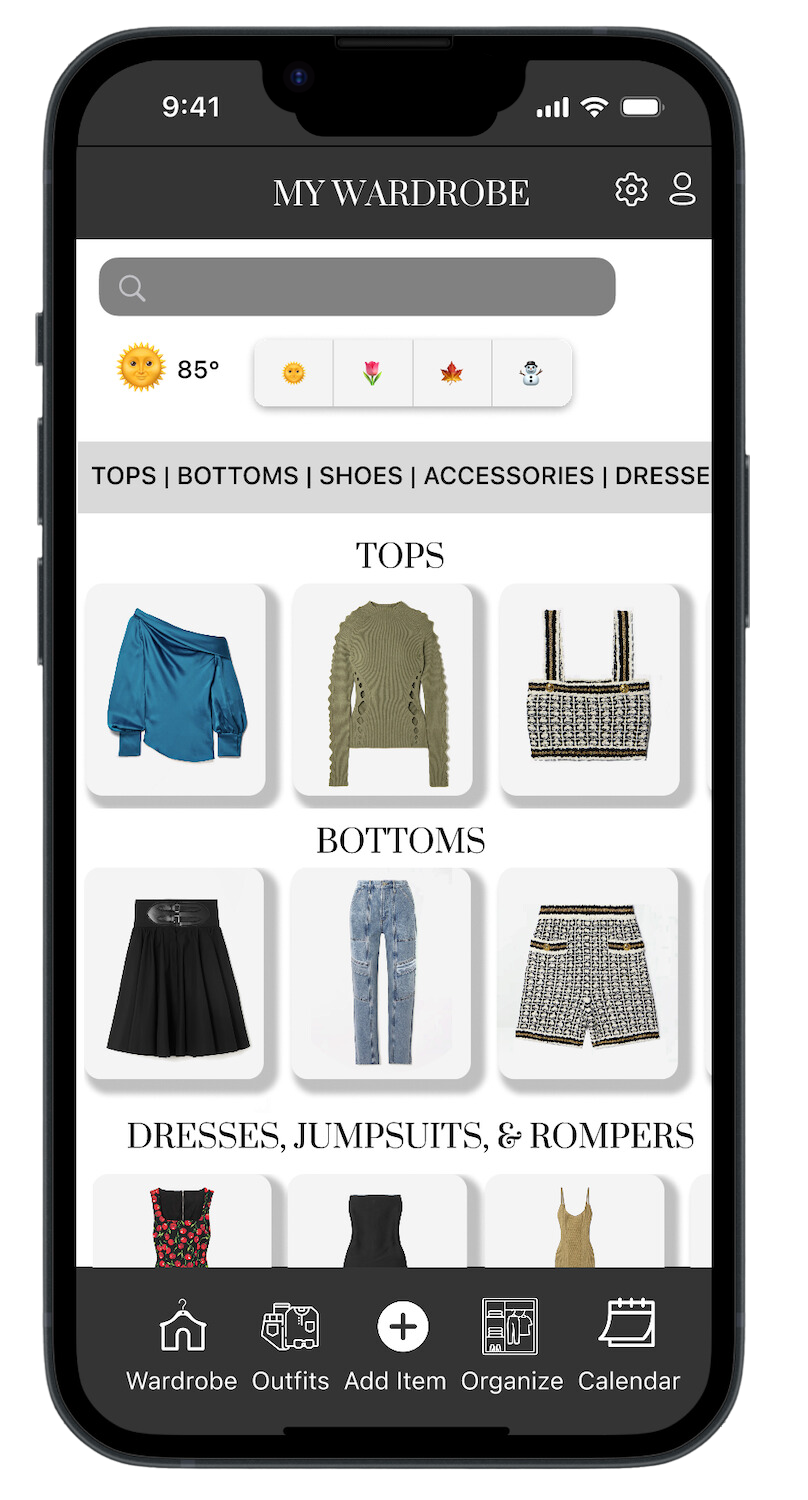 9:41
MY WARDROBE
85°
TOPS | BOTTOMS | SHOES | ACCESSORIES | DRESSE
TOPS
BOTTOMS
DRESSES, JUMPSUITS, & ROMPERS
Wardrobe Outfits Add Item Organize Calendar